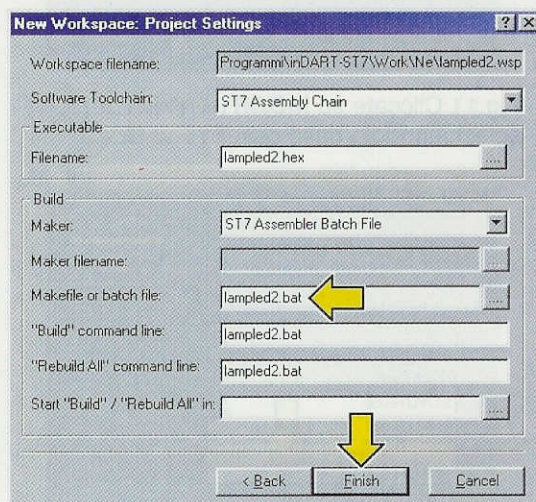 New Workspace: Project Settings
Workspace filename: Programmi\inDART-ST7\Work\Ne\lampled2.wsp
Software Toolchain: ST7 Assembly Chain
Executable
Filename: lampled2.hex ....
Build
Maker: ST7 Assembler Batch File
Maker filename: ....
Makefile or batch file: lampled2.bat ....
"Build" command line: lampled2.bat
"Rebuild All" command line: lampled2.bat
Start "Build" / "Rebuild All" in: ....
< Back Finish Cancel